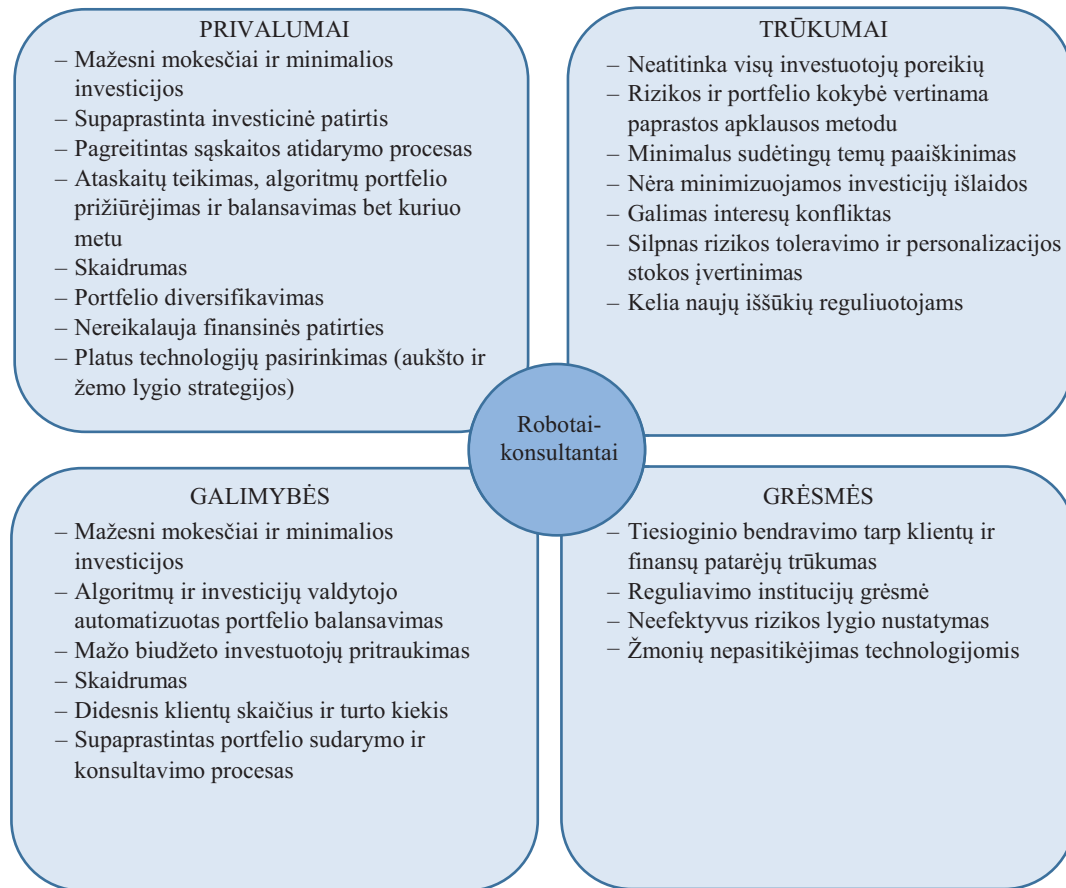 PRIVALUMAI
– Mažesni mokesčiai ir minimalios
investicijos
– Supaprastinta investicinė patirtis
– Pagreitintas sąskaitos atidarymo procesas
– Ataskaitų teikimas, algoritmų portfelio
prižiūrėjimas ir balansavimas bet kuriuo
metu
– Skaidrumas
– Portfelio diversifikavimas
– Nereikalauja finansinės patirties
– Platus technologijų pasirinkimas (aukšto ir
žemo lygio strategijos)
TRŪKUMAI
– Neatitinka visų investuotojų poreikių
– Rizikos ir portfelio kokybė vertinama
paprastos apklausos metodu
– Minimalus sudėtingų temų paaiškinimas
– Nėra minimizuojamos investicijų išlaidos
– Galimas interesų konfliktas
– Silpnas rizikos toleravimo ir personalizacijos
stokos įvertinimas
– Kelia naujų iššūkių reguliuotojams
Robotai-
konsultantai
GALIMYBĖS
– Mažesni mokesčiai ir minimalios
investicijos
– Algoritmų ir investicijų valdytojo
automatizuotas portfelio balansavimas
– Mažo biudžeto investuotojų pritraukimas
– Skaidrumas
– Didesnis klientų skaičius ir turto kiekis
– Supaprastintas portfelio sudarymo ir
konsultavimo procesas
GRĖSMĖS
– Tiesioginio bendravimo tarp klientų ir
finansų patarėjų trūkumas
– Reguliavimo institucijų grėsmė
– Neefektyvus rizikos lygio nustatymas
– Žmonių nepasitikėjimas technologijomis